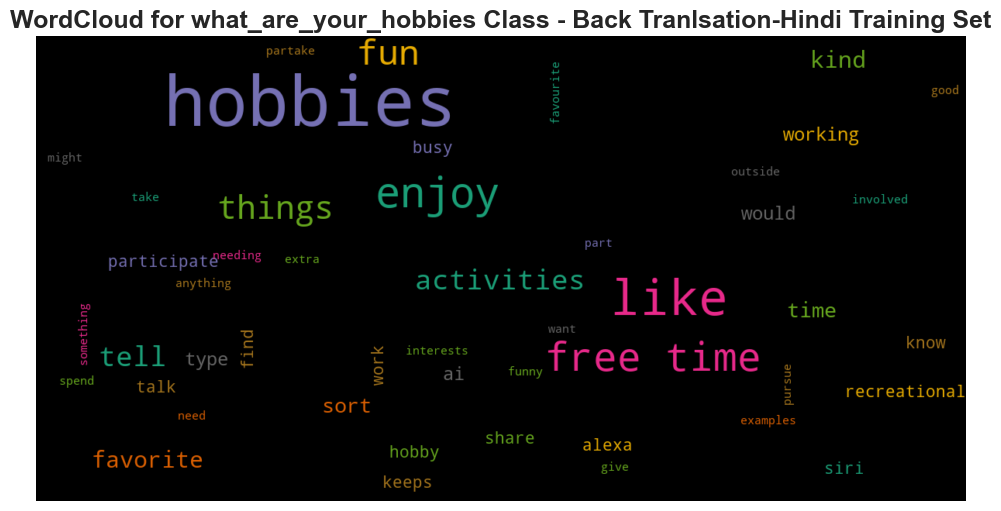 WordCloud for what_are_your_hobbies Class - Back Tranlsation-Hindi Training Set
partake
fun
kind
hobbies
favourite
good
working
busy
might
outside
take
enjoy
things
would
involved
part
participate
needing
extra
anything
activities
like
time
something
want
know
tell
type
find
work
interests
free time
ai
funny
pursue
spend
talk
recreational
sort
need
examples
share
hobby
alexa
favorite
give
siri
keeps